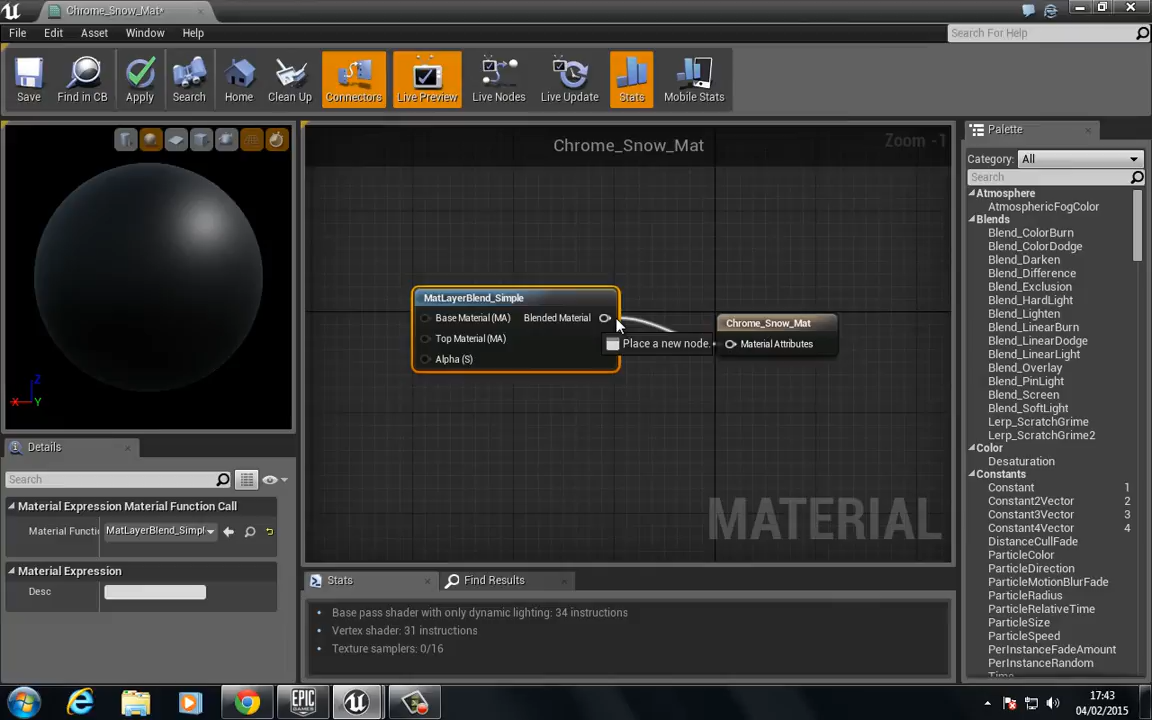 Chrome_Snow_Mat*
File Edit Asset Window Help
Search For Help
Save Find in CB Apply Search Home Clean Up Connectors Live Preview Live Nodes Live Update Stats Mobile Stats
Chrome_Snow_Mat
Zoom -1
Palette
Category: All
Search
Atmosphere
AtmosphericFogColor
Blends
Blend_ColorBurn
Blend_ColorDodge
Blend_Darken
Blend_Difference
Blend_Exclusion
Blend_HardLight
Blend_Lighten
Blend_LinearBurn
Blend_LinearDodge
Blend_LinearLight
Blend_Overlay
Blend_PinLight
Blend_Screen
Blend_SoftLight
Lerp_ScratchGrime
Lerp_ScratchGrime2
Color
Desaturation
Constants
Constant 1
Constant2Vector 2
Constant3Vector 3
Constant4Vector 4
DistanceCullFade
ParticleColor
ParticleDirection
ParticleMotionBlurFade
ParticleRadius
ParticleRelativeTime
ParticleSize
ParticleSpeed
PerInstanceFadeAmount
PerInstanceRandom
Time
MatLayerBlend_Simple
Base Material (MA) Blended Material
Top Material (MA)
Alpha (S)
Place a new node.
Chrome_Snow_Mat
Material Attributes
MATERIAL
Z
X Y
Details
Search
Material Expression Material Function Call
Material Functi MatLayerBlend_Simpl
Material Expression
Desc
Stats Find Results
• Base pass shader with only dynamic lighting: 34 instructions
• Vertex shader: 31 instructions
• Texture samplers: 0/16
EPIC GAMES
17:43
04/02/2015